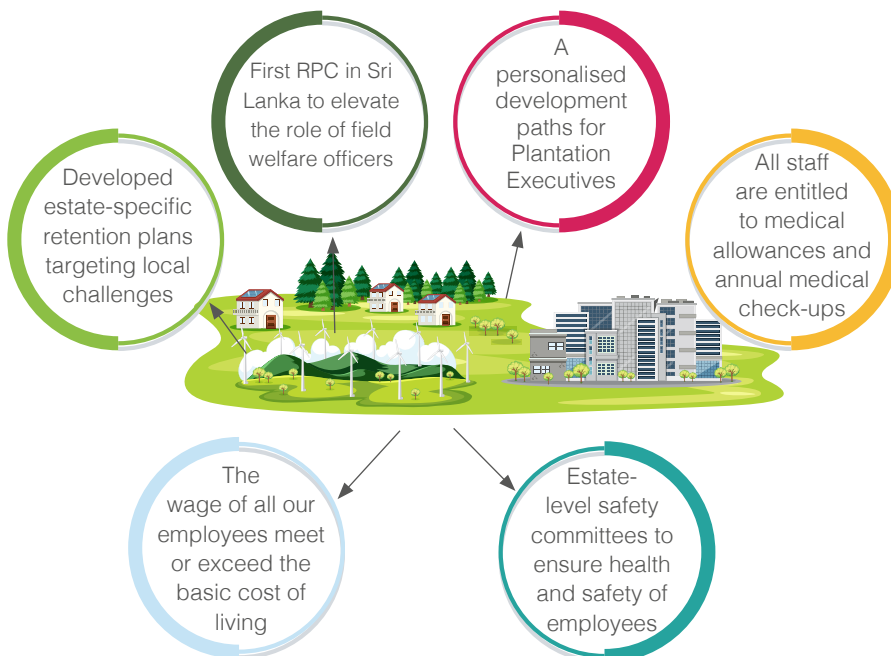 First RPC in Sri
Lanka to elevate
the role of field
welfare officers
A
personalised
development
paths for
Plantation
Executives
Developed
estate-specific
retention plans
targeting local
challenges
All staff
are entitled
to medical
allowances and
annual medical
check-ups
The
wage of all our
employees meet
or exceed the
basic cost of
living
Estate-
level safety
committees to
ensure health
and safety of
employees